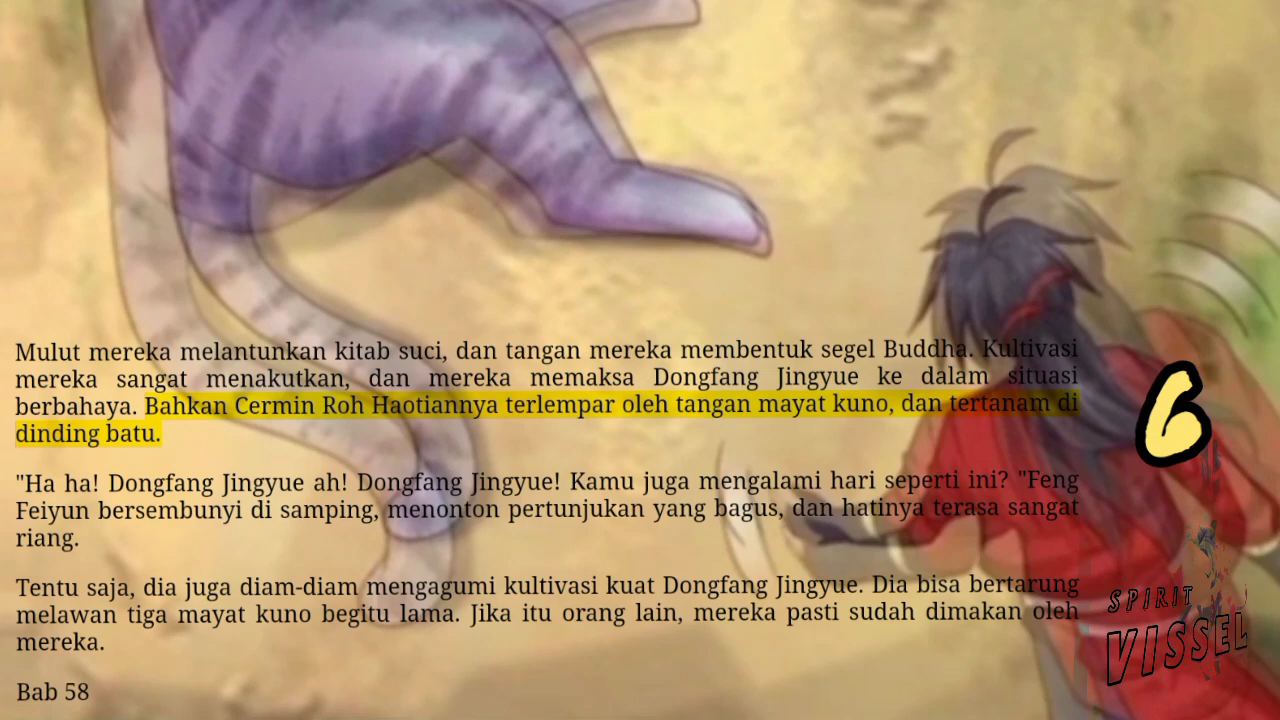 Mulut mereka melantunkan kitab suci, dan tangan mereka membentuk segel Buddha. Kultivasi
mereka sangat menakutkan, dan mereka memaksa Dongfang Jingyue ke dalam situasi
berbahaya. Bahkan Cermin Roh Haotiannya terlempar oleh tangan mayat kuno, dan tertanam di
dinding batu.
"Ha ha! Dongfang Jingyue ah! Dongfang Jingyue! Kamu juga mengalami hari seperti ini? "Feng
Feiyun bersembunyi di samping, menonton pertunjukan yang bagus, dan hatinya terasa sangat
riang.
Tentu saja, dia juga diam-diam mengagumi kultivasi kuat Dongfang Jingyue. Dia bisa bertarung
melawan tiga mayat kuno begitu lama. Jika itu orang lain, mereka pasti sudah dimakan oleh
mereka.
Bab 58
6
SPIRIT
VISSEL